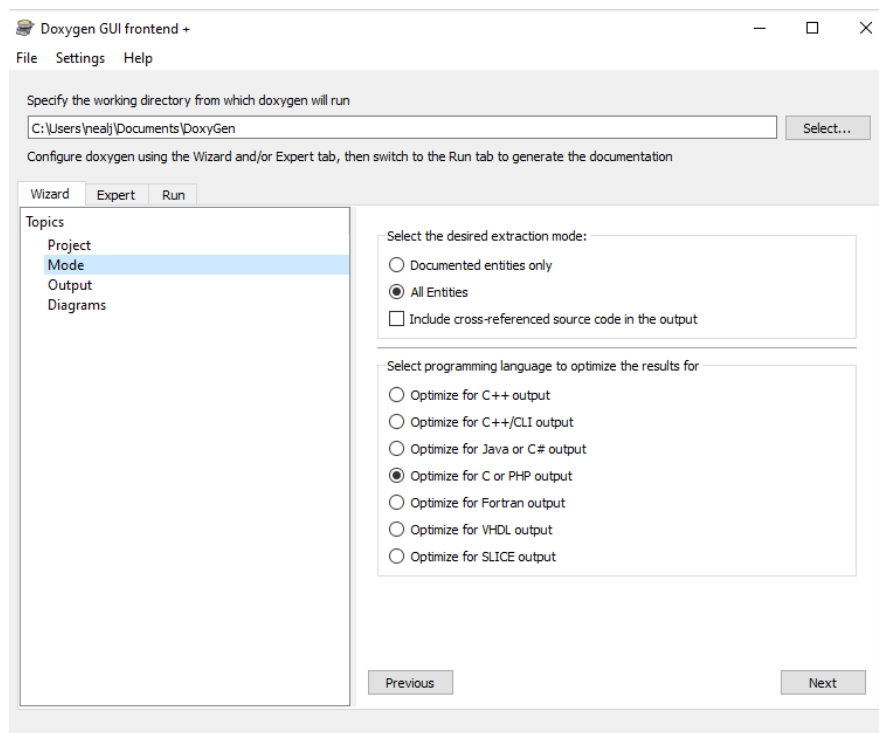 Doxygen GUI frontend +
File Settings Help
Specify the working directory from which doxygen will run
C:\Users\nealj\Documents\DoxyGen
Select...
Configure doxygen using the Wizard and/or Expert tab, then switch to the Run tab to generate the documentation
Wizard Expert Run
Topics
Project
Mode
Output
Diagrams
Select the desired extraction mode:
Documented entities only
All Entities
Include cross-referenced source code in the output
Select programming language to optimize the results for
Optimize for C++ output
Optimize for C++/CLI output
Optimize for Java or C# output
Optimize for C or PHP output
Optimize for Fortran output
Optimize for VHDL output
Optimize for SLICE output
Previous
Next